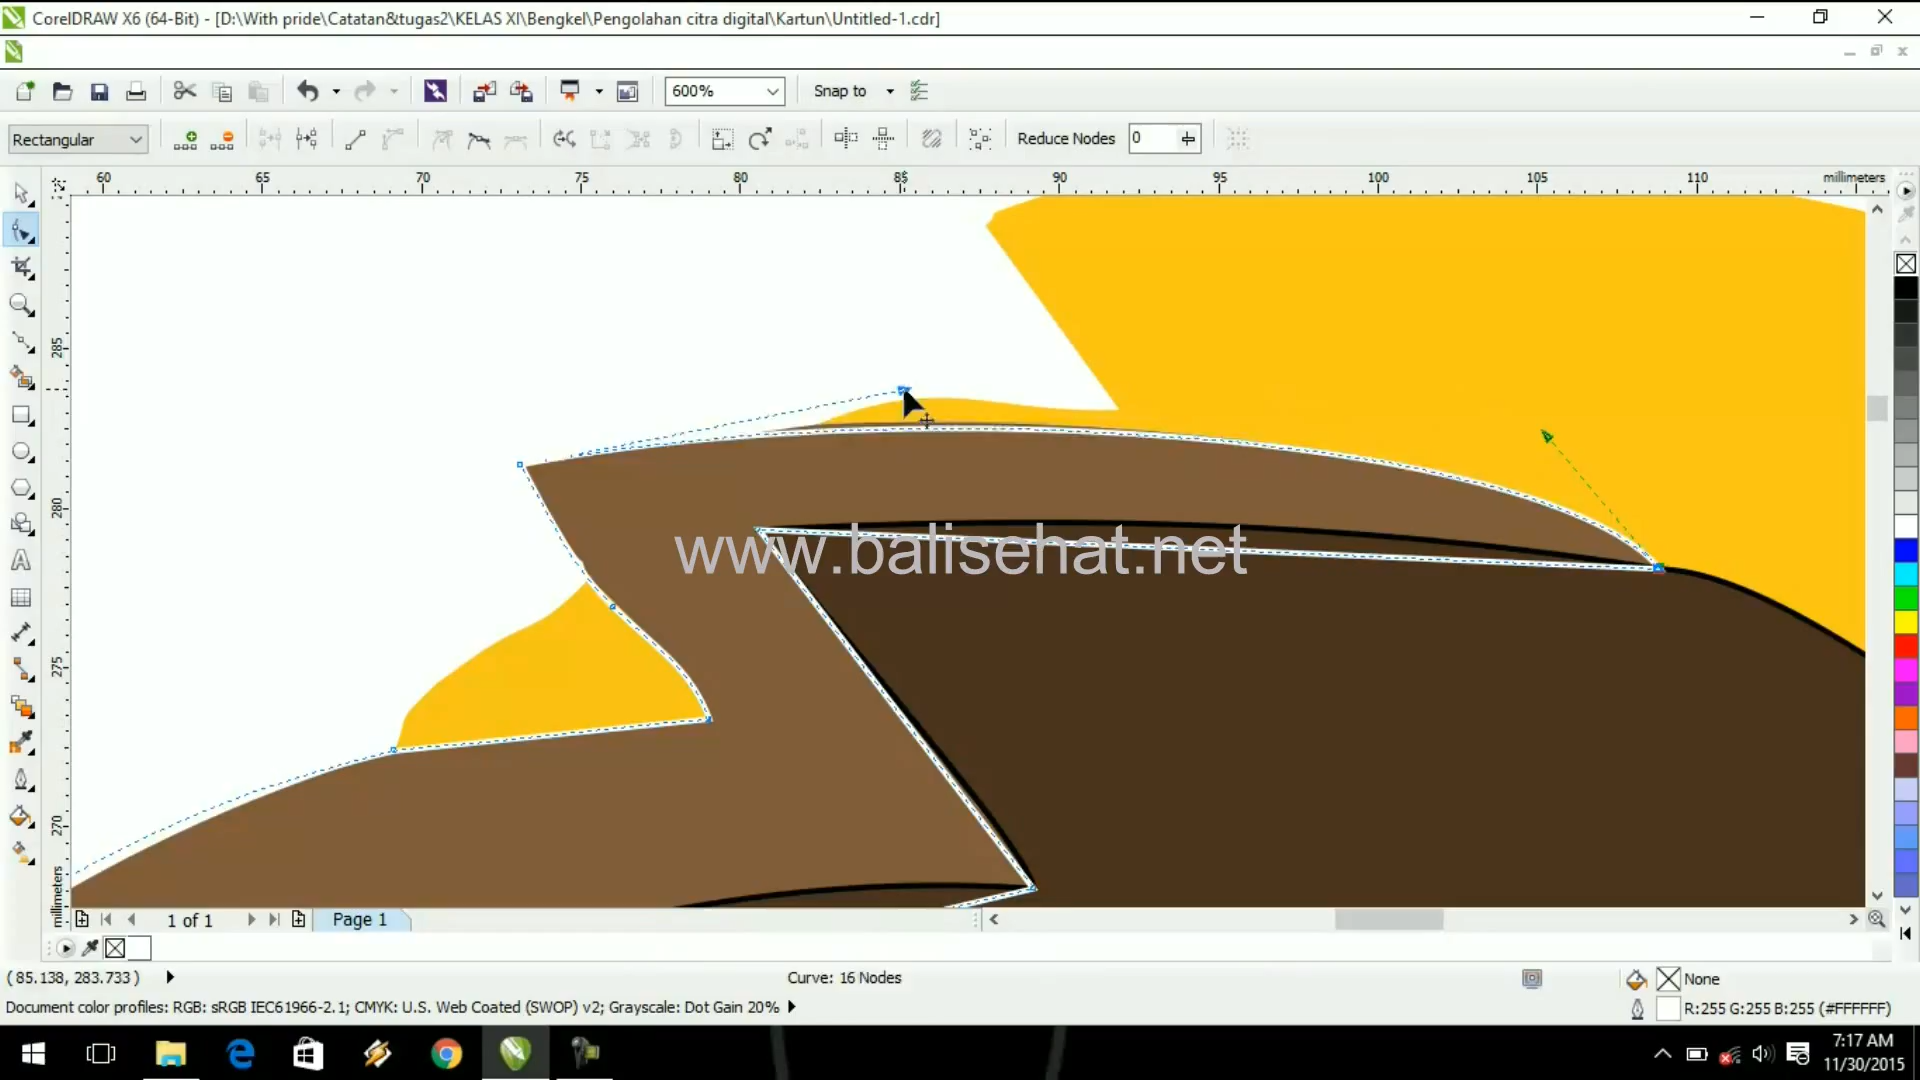 CorelDRAW X6 (64-Bit) - [D:\With pride\Catatan&tugas2\KELAS XI\Bengkel\Pengolahan citra digital\Kartun\Untitled-1.cdr]
600%
Snap to
Rectangular
Reduce Nodes
0
60 65 70 75 80 85 90 95 100 105 110 millimeters
285
280
275
270
millimeters
www.balisehat.net
1 of 1
Page 1
( 85.138, 283.733 )
Curve: 16 Nodes
None
Document color profiles: RGB: sRGB IEC61966-2.1; CMYK: U.S. Web Coated (SWOP) v2; Grayscale: Dot Gain 20%
R:255 G:255 B:255 (#FFFFFF)
7:17 AM
11/30/2015